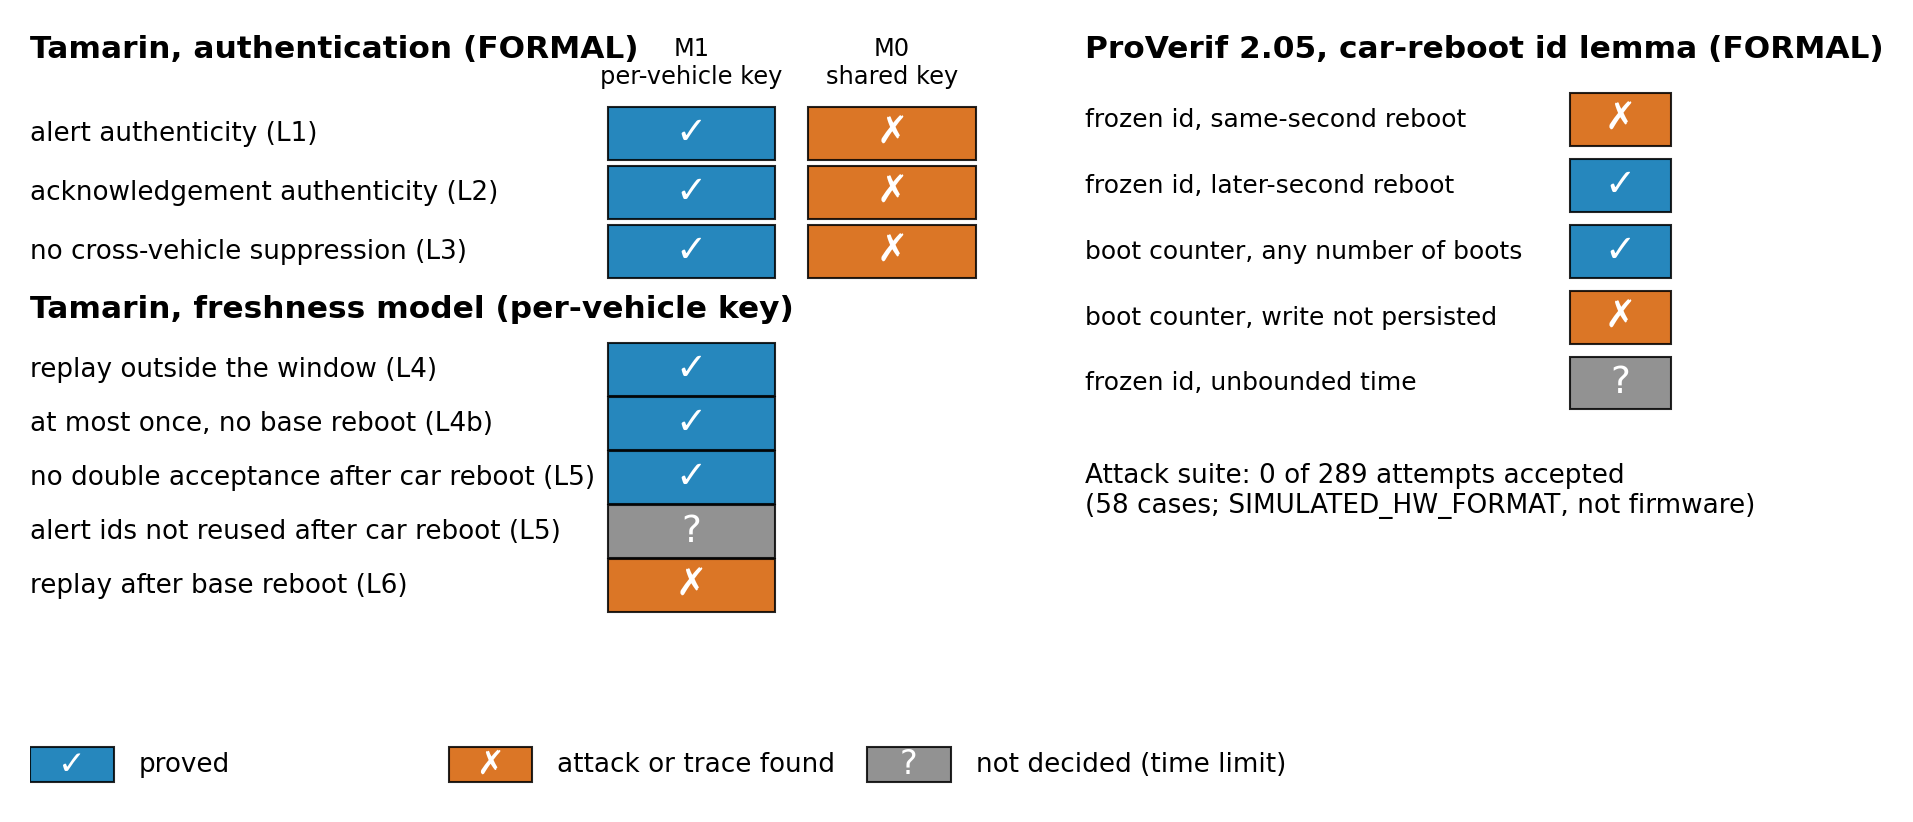 Tamarin, authentication (FORMAL)
M1
per-vehicle key
M0
shared key
alert authenticity (L1)
✓ ✗
acknowledgement authenticity (L2)
✓ ✗
no cross-vehicle suppression (L3)
✓ ✗
Tamarin, freshness model (per-vehicle key)
replay outside the window (L4)
✓
at most once, no base reboot (L4b)
✓
no double acceptance after car reboot (L5)
✓
alert ids not reused after car reboot (L5)
?
replay after base reboot (L6)
✗
ProVerif 2.05, car-reboot id lemma (FORMAL)
frozen id, same-second reboot
✗
frozen id, later-second reboot
✓
boot counter, any number of boots
✓
boot counter, write not persisted
✗
frozen id, unbounded time
?
Attack suite: 0 of 289 attempts accepted
(58 cases; SIMULATED_HW_FORMAT, not firmware)
✓ proved
✗ attack or trace found
? not decided (time limit)